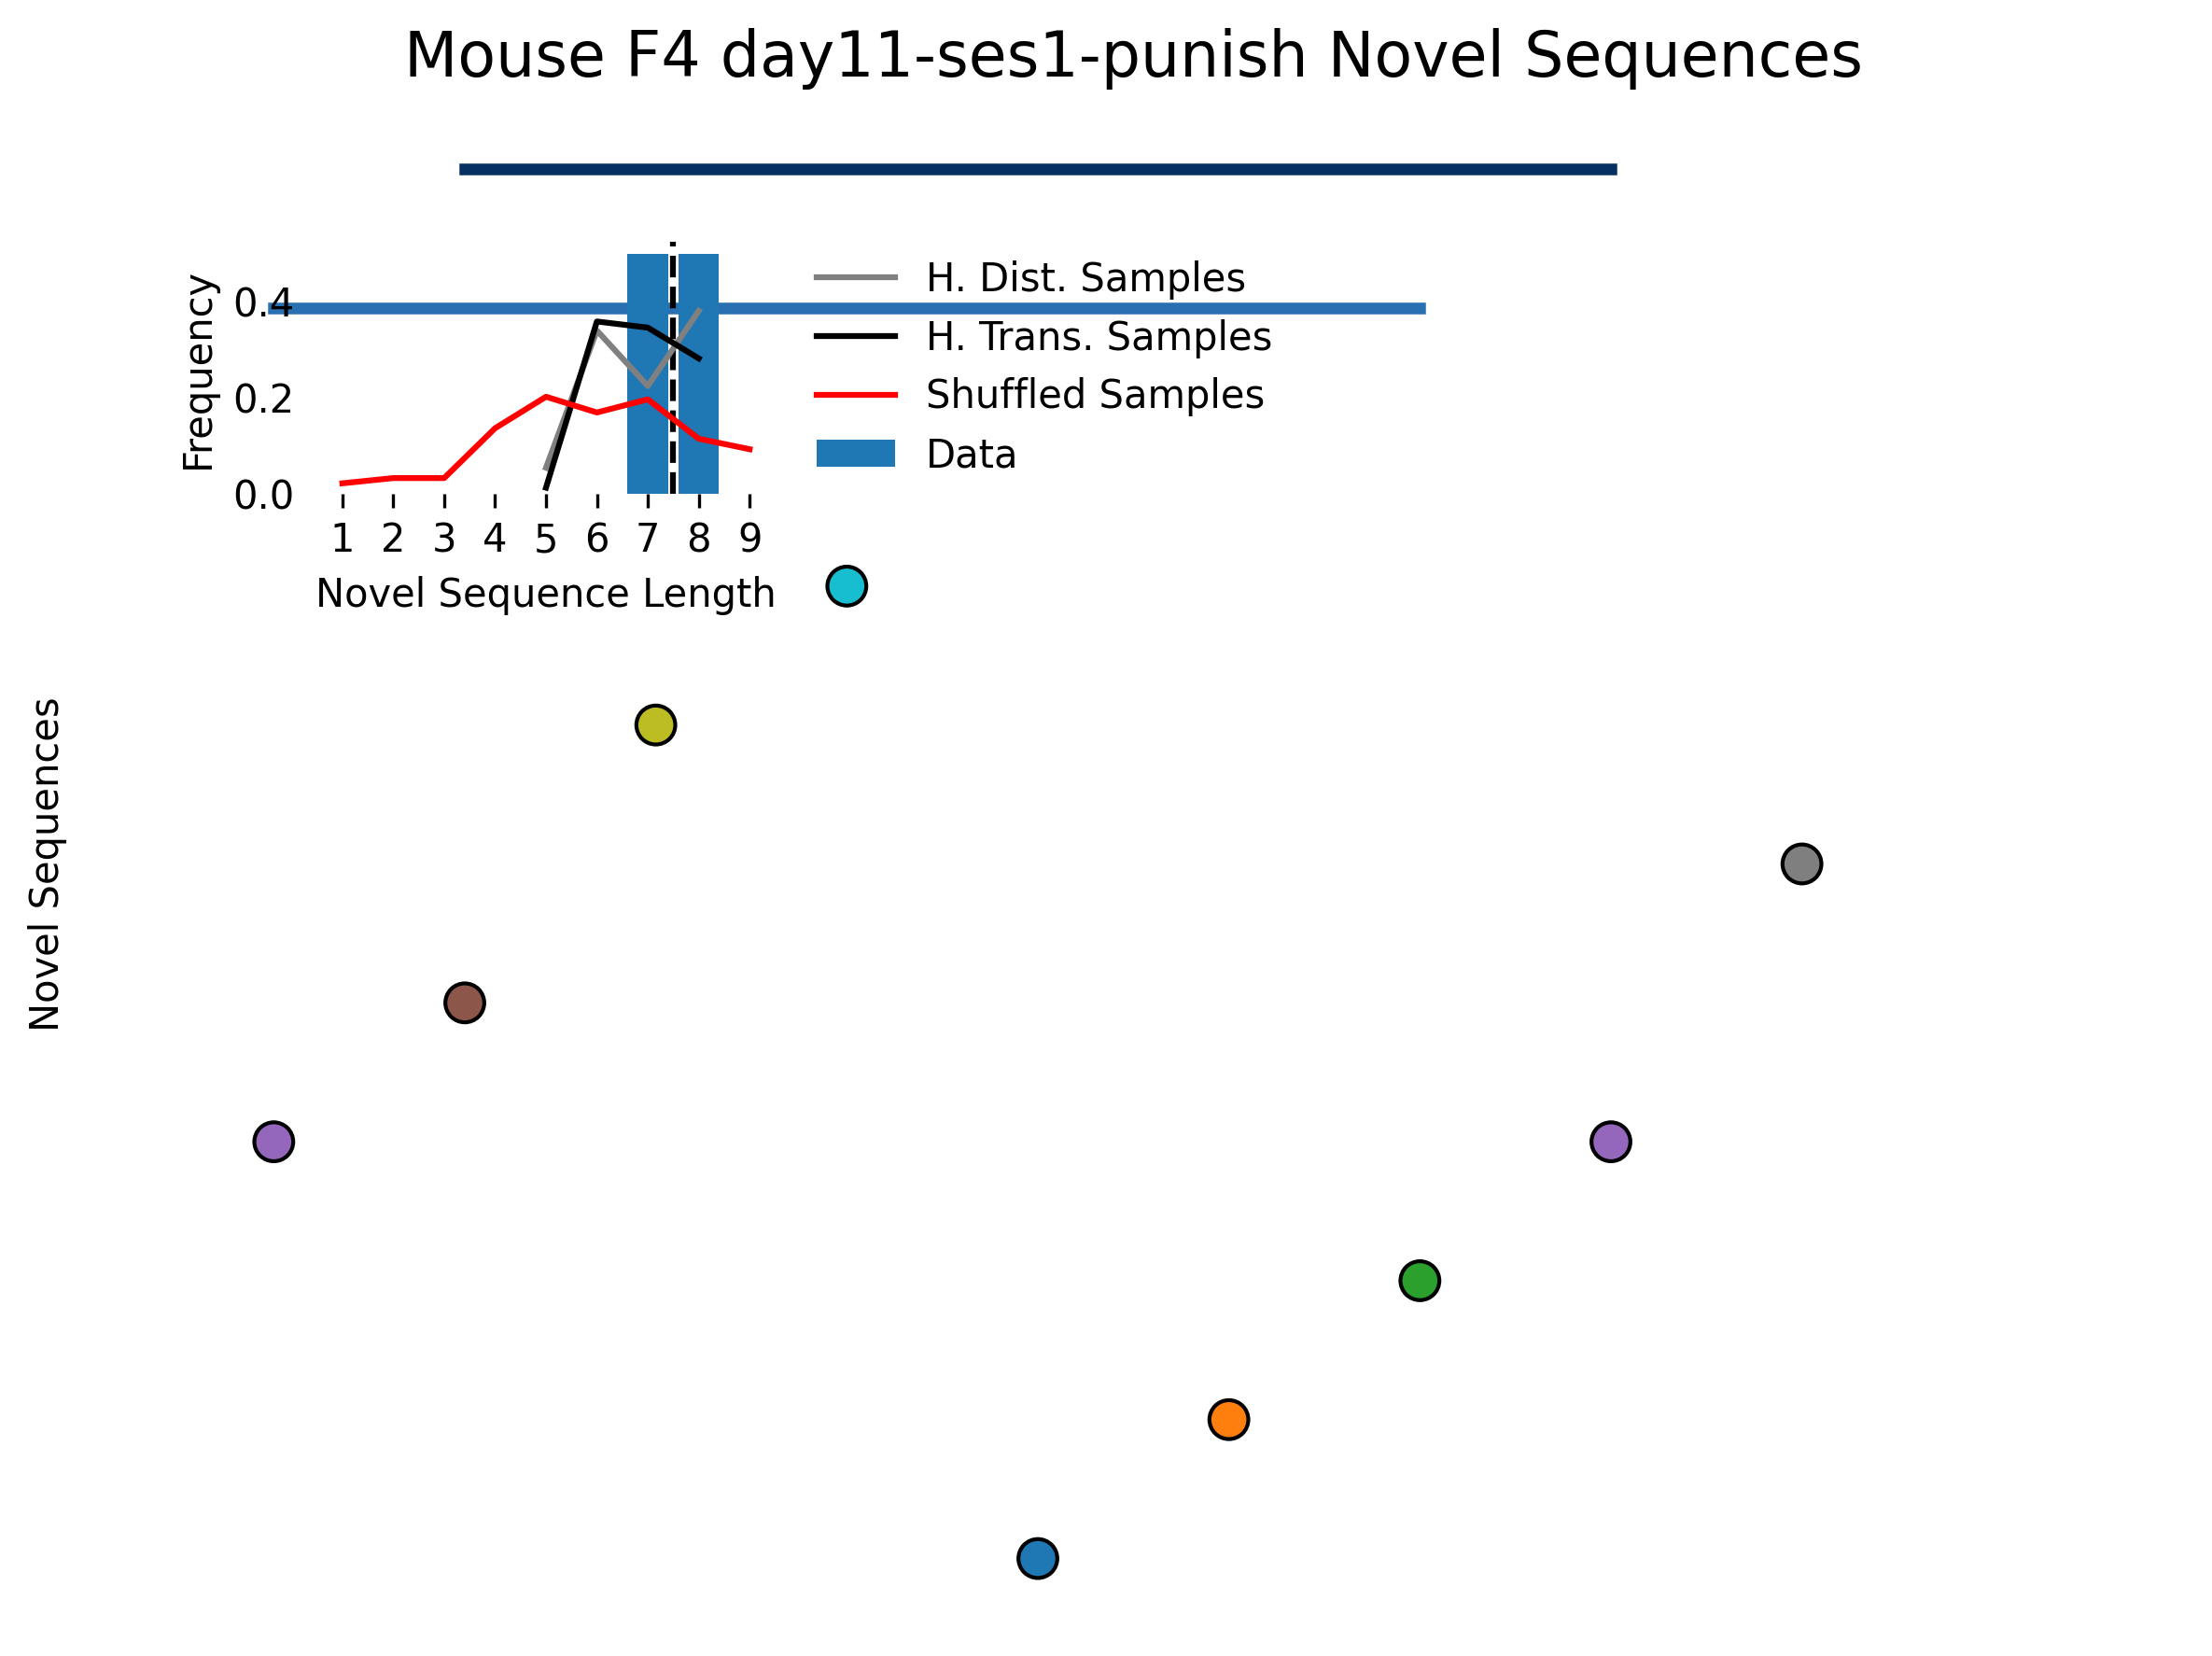 Mouse F4 day11-ses1-punish Novel Sequences
Frequency
0.4
0.2
0.0
1 2 3 4 5 6 7 8 9
Novel Sequence Length
H. Dist. Samples
H. Trans. Samples
Shuffled Samples
Data
Novel Sequences